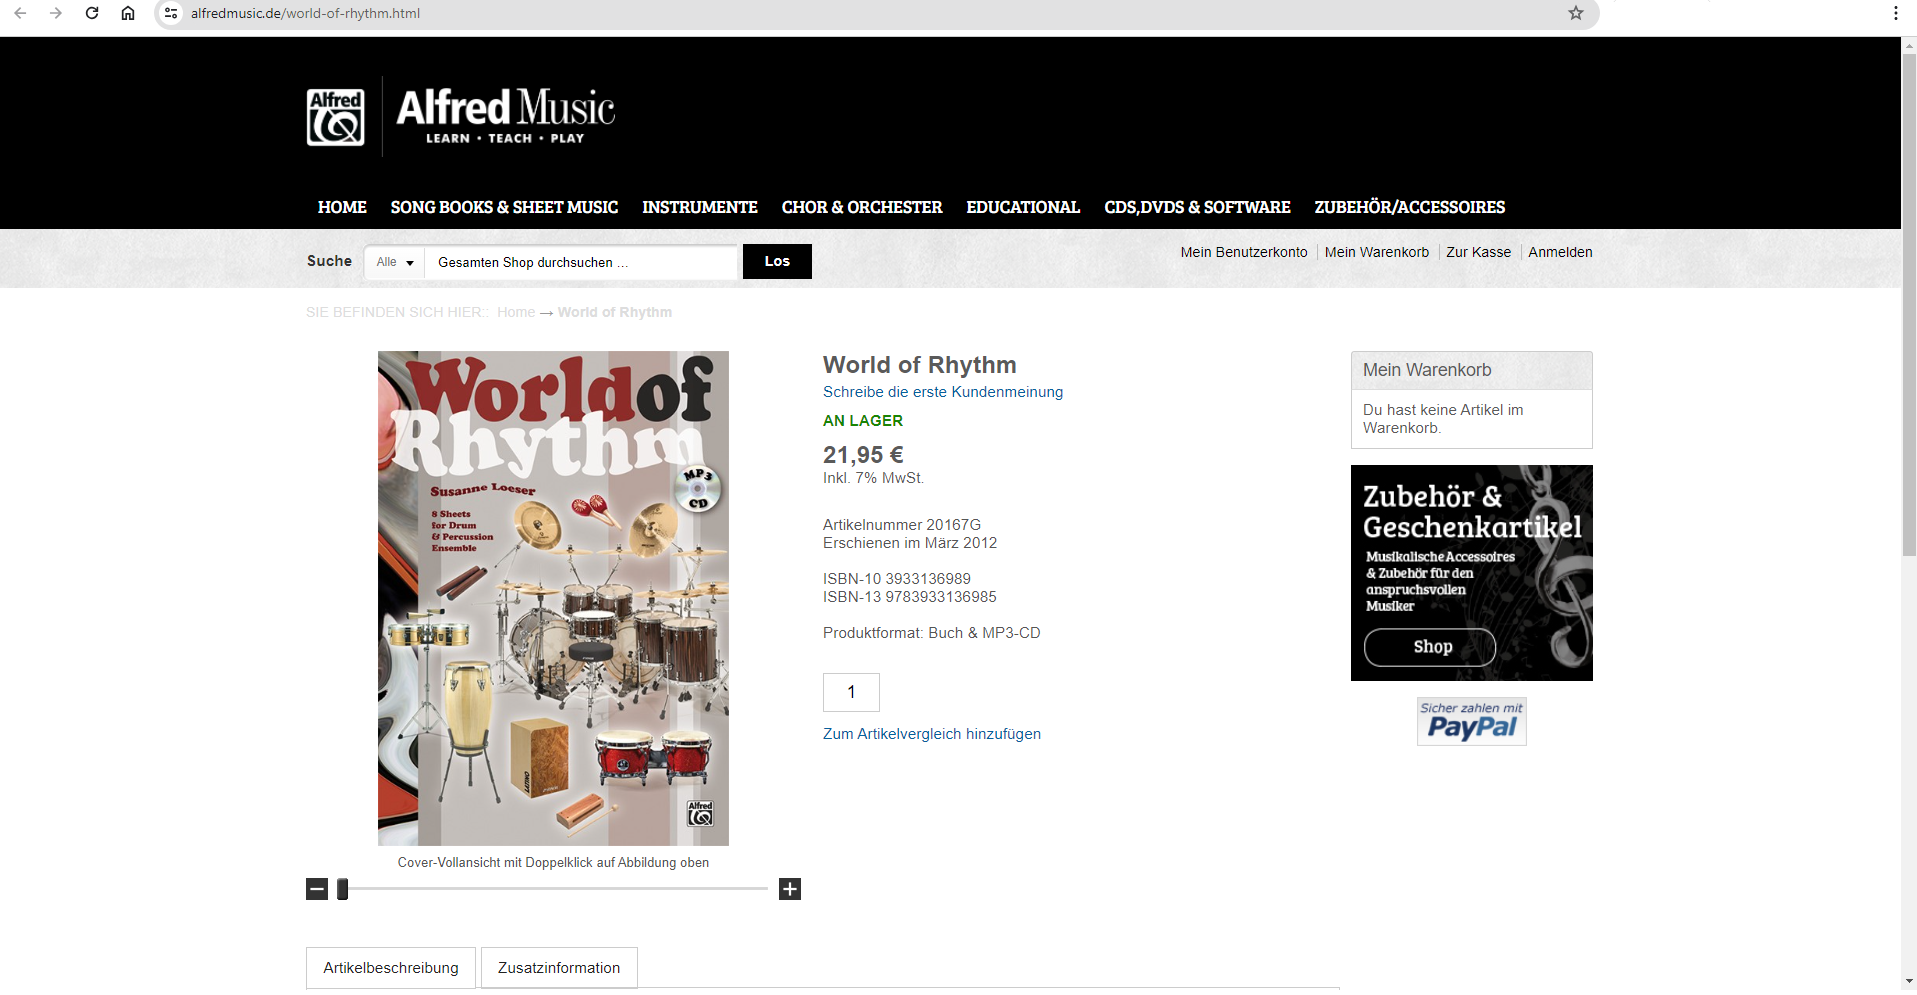 alfredmusic.de/world-of-rhythm.html
Alfred
Alfred Music
LEARN • TEACH • PLAY
HOME SONG BOOKS & SHEET MUSIC INSTRUMENTE CHOR & ORCHESTER EDUCATIONAL CDS,DVDS & SOFTWARE ZUBEHÖR/ACCESSOIRES
Suche Alle Gesamten Shop durchsuchen ... Los
Mein Benutzerkonto Mein Warenkorb Zur Kasse Anmelden
SIE BEFINDEN SICH HIER:: Home → World of Rhythm
World of
Rhythm
MP3
CD
Susanne Loeser
8 Sheets
for Drum
& Percussion
Ensemble
Alfred
Cover-Vollansicht mit Doppelklick auf Abbildung oben
World of Rhythm
Schreibe die erste Kundenmeinung
AN LAGER
21,95 €
Inkl. 7% MwSt.
Artikelnummer 20167G
Erschienen im März 2012
ISBN-10 3933136989
ISBN-13 9783933136985
Produktformat: Buch & MP3-CD
1
Zum Artikelvergleich hinzufügen
Mein Warenkorb
Du hast keine Artikel im
Warenkorb.
Zubehör &
Geschenkartikel
Musikalische Accessoires
& Zubehör für den
anspruchsvollen
Musiker
Shop
Sicher zahlen mit
PayPal
Artikelbeschreibung Zusatzinformation